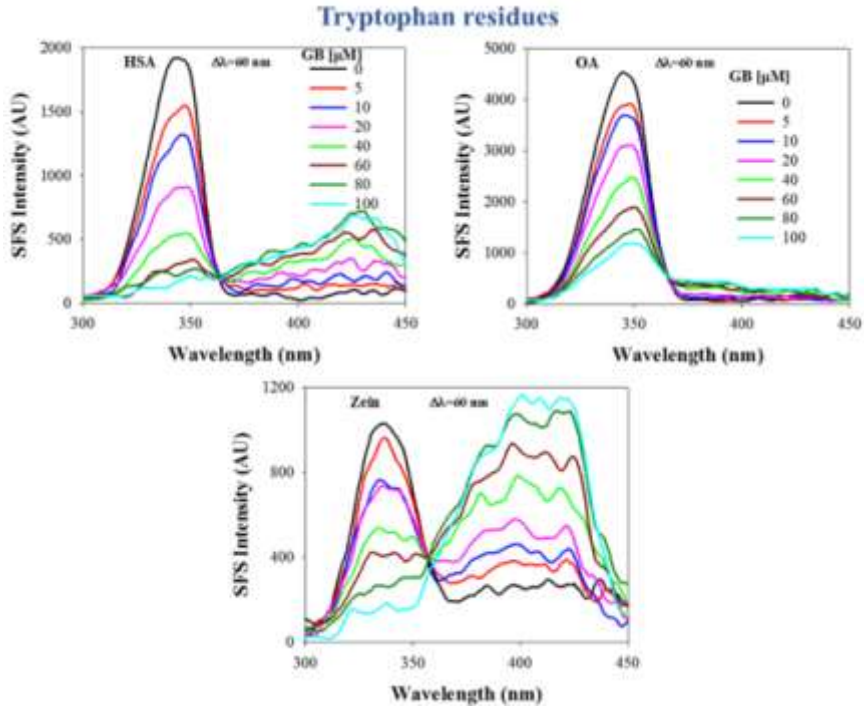 Tryptophan residues
HSA Δλ=60 nm GB [µM]
0
5
10
20
40
60
80
100
2000
1500
1000
500
0
300 350 400 450
SFS Intensity (AU)
Wavelength (nm)
OA Δλ=60 nm GB [µM]
0
5
10
20
40
60
80
100
5000
4000
3000
2000
1000
0
300 350 400 450
SFS Intensity (AU)
Wavelength (nm)
Zein Δλ=60 nm
1200
800
400
0
300 350 400 450
SFS Intensity (AU)
Wavelength (nm)